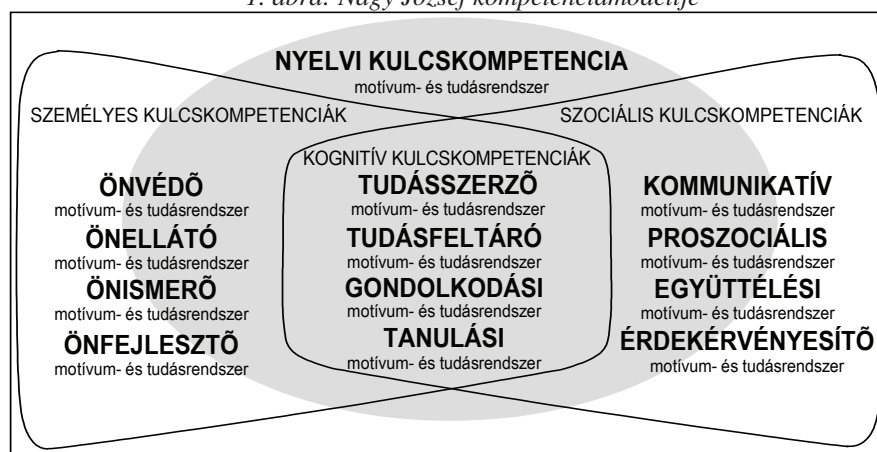 1. ábra: Nagy József kompetenciamodellje
NYELVI KULCSKOMPETENCIA
motívum- és tudásrendszer
SZEMÉLYES KULCSKOMPETENCIÁK
SZOCIÁLIS KULCSKOMPETENCIÁK
KOGNITÍV KULCSKOMPETENCIÁK
ÖNVÉDÕ
motívum- és tudásrendszer
ÖNELLÁTÓ
motívum- és tudásrendszer
ÖNISMERÕ
motívum- és tudásrendszer
ÖNFEJLESZTÕ
motívum- és tudásrendszer
TUDÁSSZERZÕ
motívum- és tudásrendszer
TUDÁSFELTÁRÓ
motívum- és tudásrendszer
GONDOLKODÁSI
motívum- és tudásrendszer
TANULÁSI
motívum- és tudásrendszer
KOMMUNIKATÍV
motívum- és tudásrendszer
PROSZOCIÁLIS
motívum- és tudásrendszer
EGYÜTTÉLÉSI
motívum- és tudásrendszer
ÉRDEKÉRVÉNYESÍTÕ
motívum- és tudásrendszer